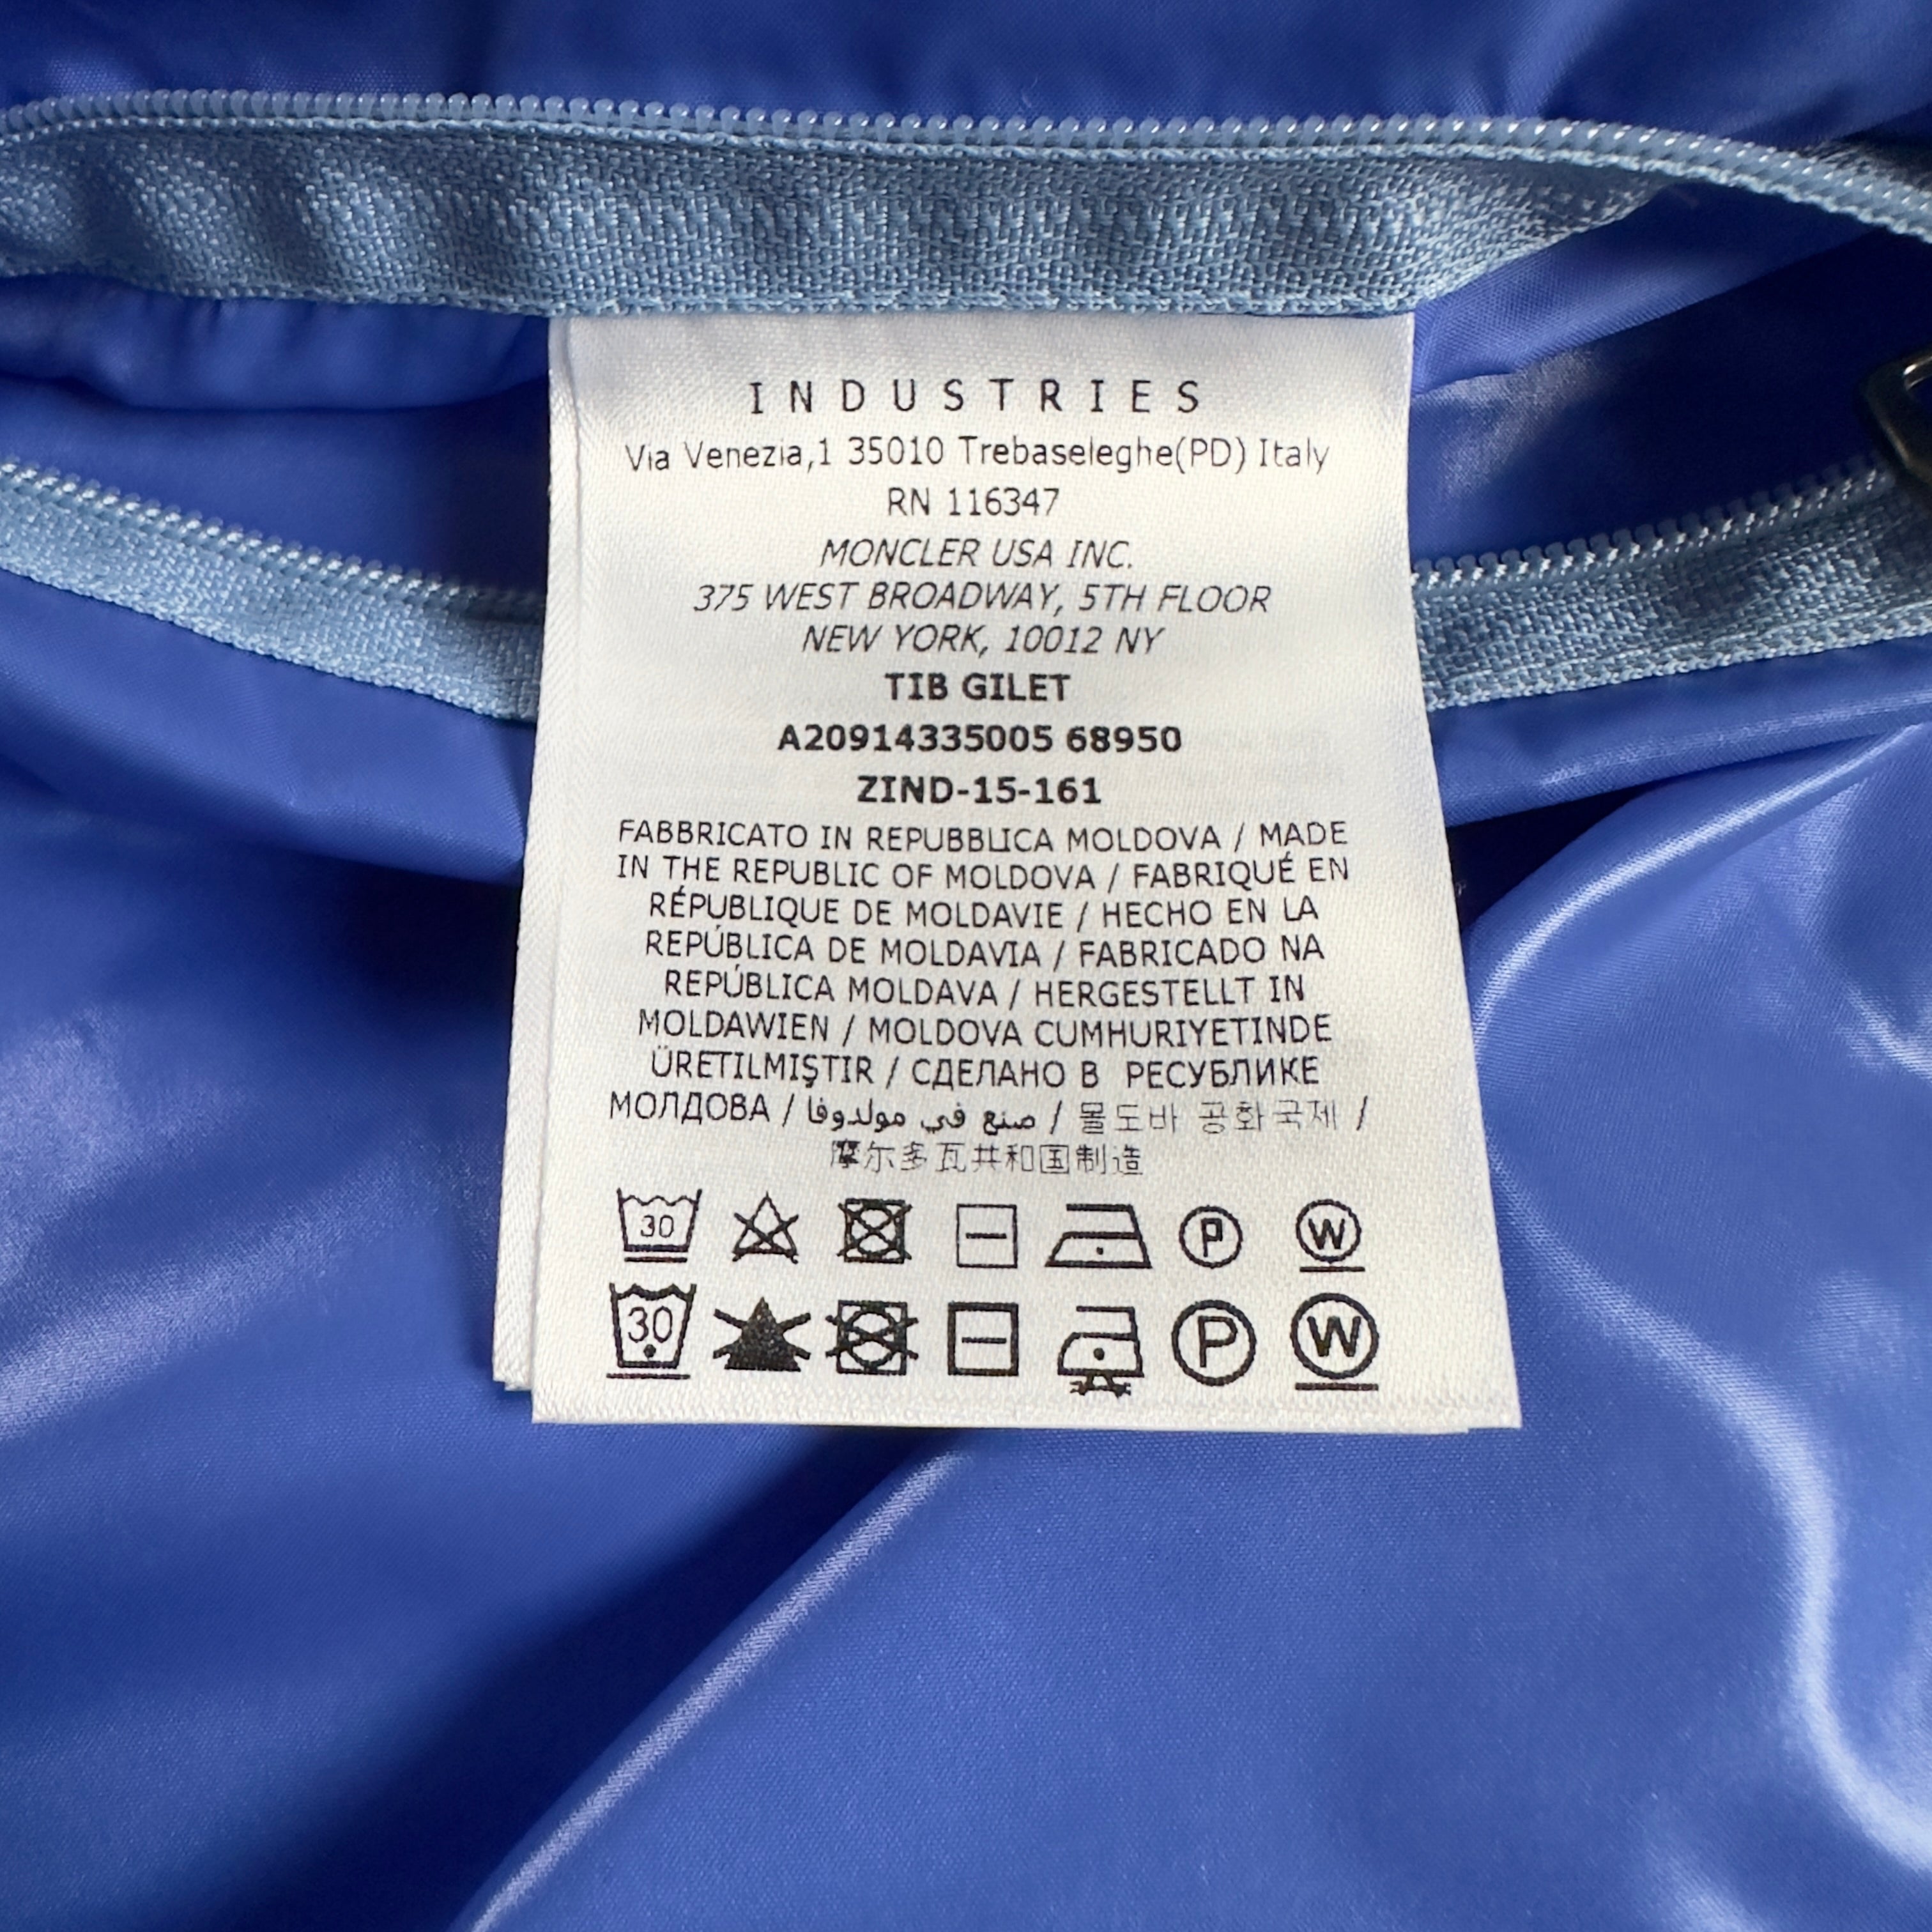 INDUSTRIES
Via Venezia,1 35010 Trebaseleghe(PD) Italy
RN 116347
MONCLER USA INC.
375 WEST BROADWAY, 5TH FLOOR
NEW YORK, 10012 NY
TIB GILET
A20914335005 68950
ZIND-15-161
FABBRICATO IN REPUBBLICA MOLDOVA / MADE
IN THE REPUBLIC OF MOLDOVA / FABRIQUÉ EN
RÉPUBLIQUE DE MOLDAVIE / HECHO EN LA
REPÚBLICA DE MOLDAVIA / FABRICADO NA
REPÚBLICA MOLDAVA / HERGESTELLT IN
MOLDAWIEN / MOLDOVA CUMHURIYETINDE
ÜRETILMIŞTIR / СДЕЛАНО В РЕСУБЛИКЕ
МОЛДОВА / صنع في مولدوفا / 몰도바 공화국제 /
摩尔多瓦共和国制造
30 P W
30 P W